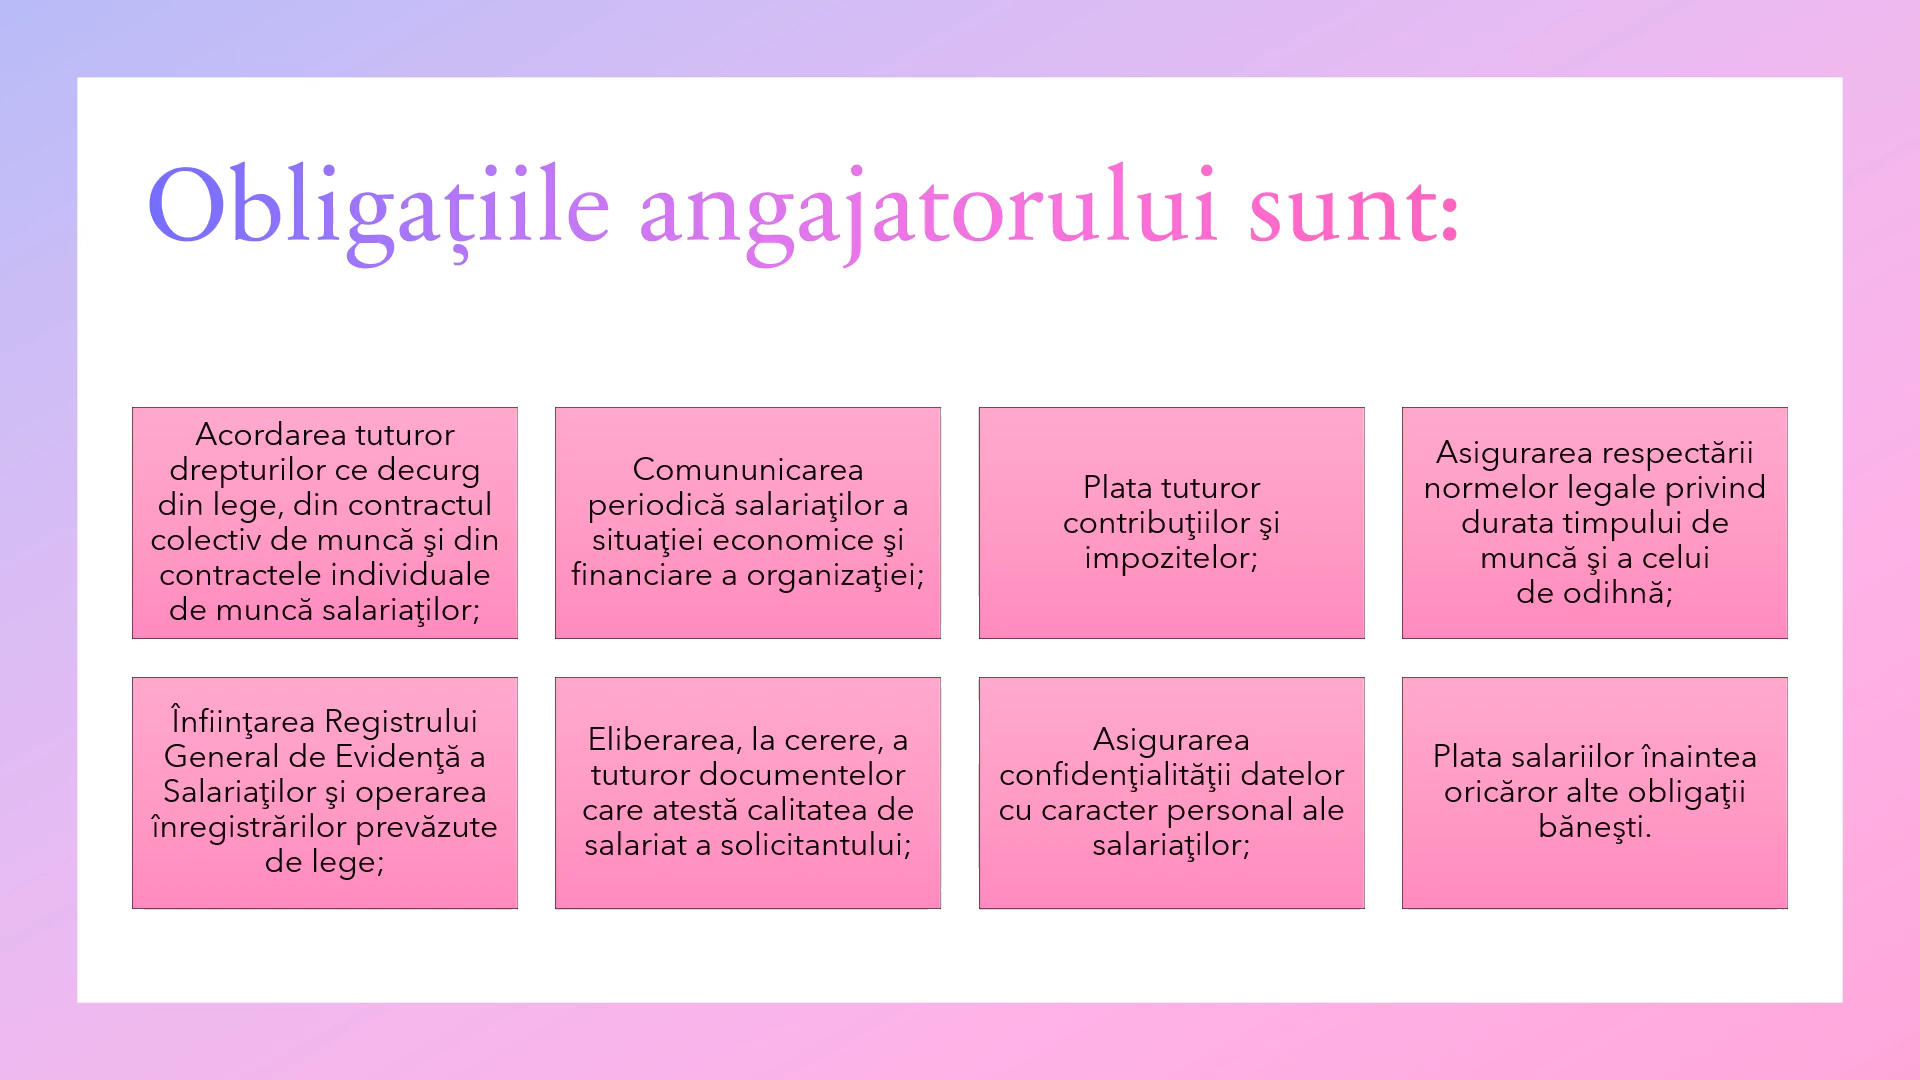 Obligațiile angajatorului sunt:
Acordarea tuturor
drepturilor ce decurg
din lege, din contractul
colectiv de muncă şi din
contractele individuale
de muncă salariaţilor;
Comununicarea
periodică salariaţilor a
situaţiei economice şi
financiare a organizaţiei;
Plata tuturor
contribuţiilor şi
impozitelor;
Asigurarea respectării
normelor legale privind
durata timpului de
muncă şi a celui
de odihnă;
Înfiinţarea Registrului
General de Evidenţă a
Salariaţilor şi operarea
înregistrărilor prevăzute
de lege;
Eliberarea, la cerere, a
tuturor documentelor
care atestă calitatea de
salariat a solicitantului;
Asigurarea
confidenţialităţii datelor
cu caracter personal ale
salariaţilor;
Plata salariilor înaintea
oricăror alte obligaţii
băneşti.